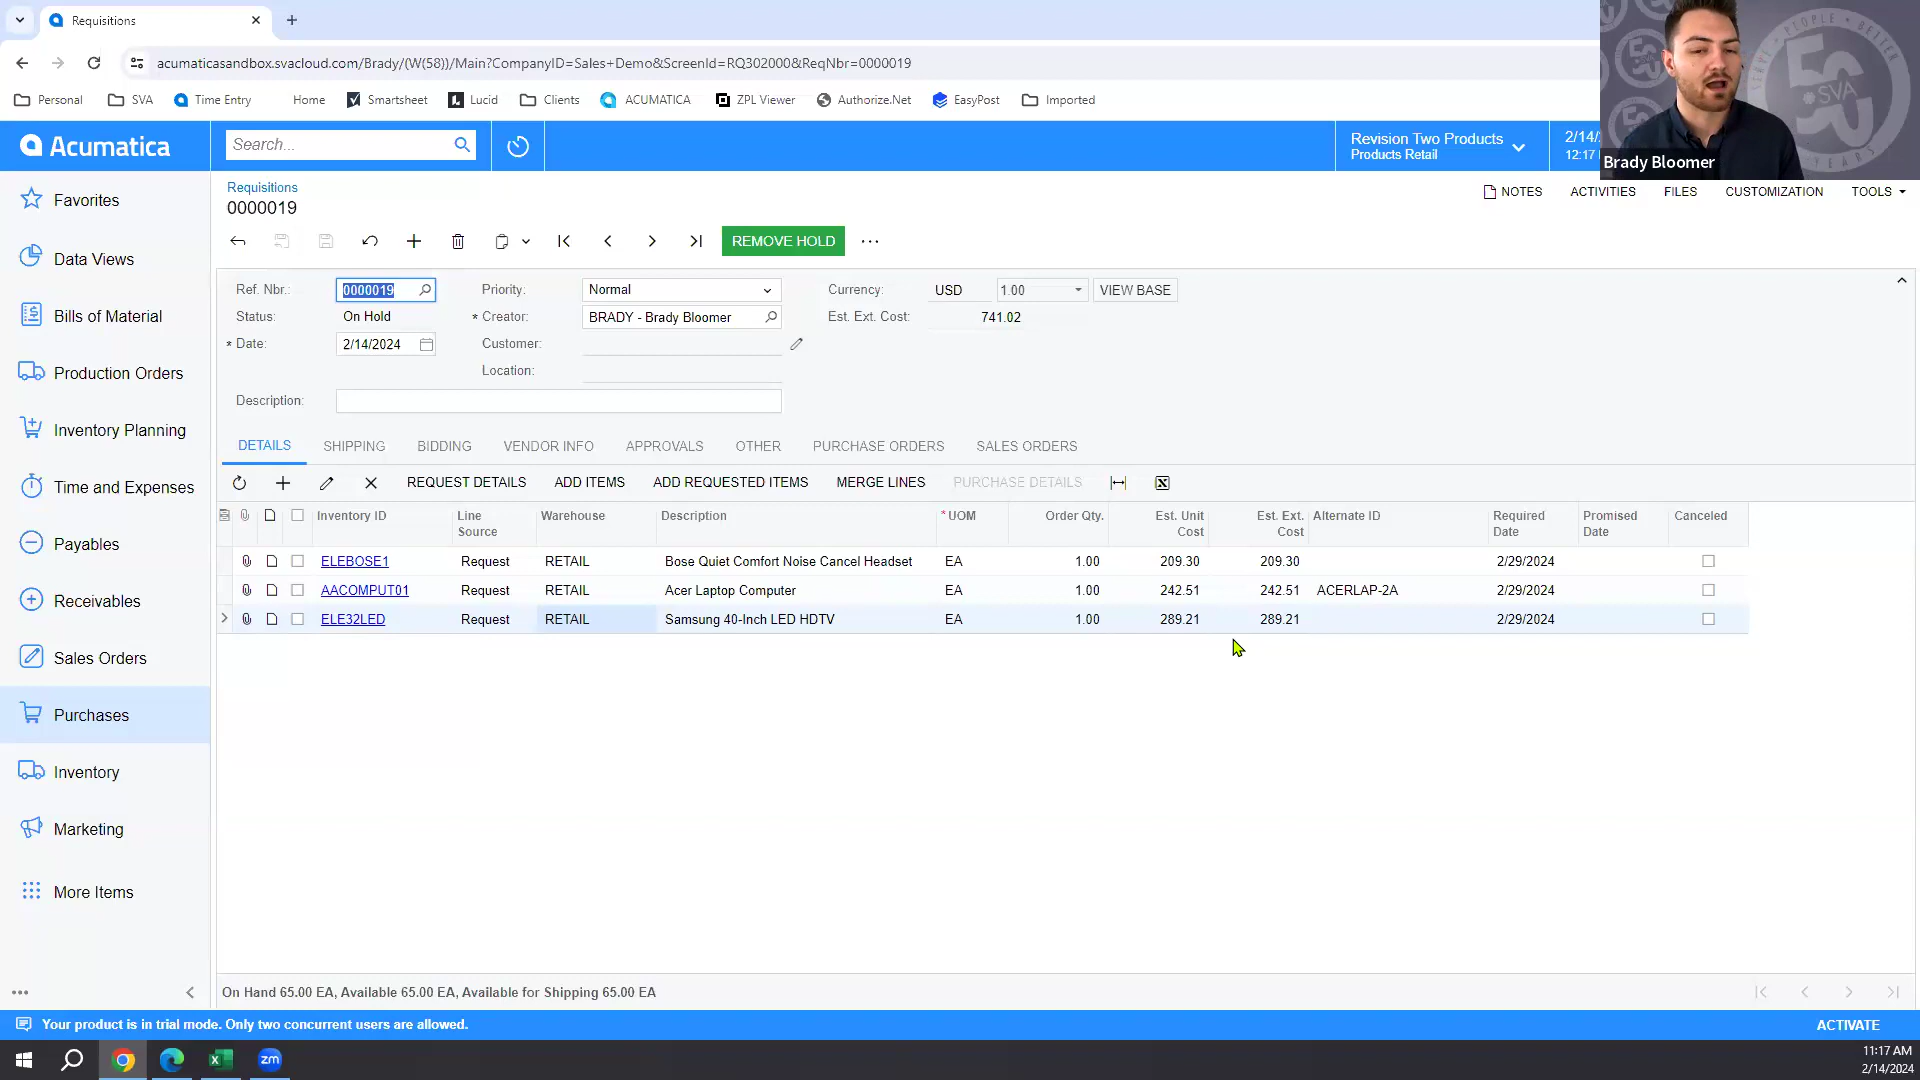 Requisitions
acumaticasandbox.svacloud.com/Brady/(W(58))/Main?CompanyID=Sales+Demo&ScreenId=RQ302000&ReqNbr=0000019
Personal SVA Time Entry Home Smartsheet Lucid Clients ACUMATICA ZPL Viewer Authorize.Net EasyPost Imported
Acumatica
Search...
Revision Two Products
Products Retail
2/14/
12:17
Brady Bloomer
SVA
Favorites
Data Views
Bills of Material
Production Orders
Inventory Planning
Time and Expenses
Payables
Receivables
Sales Orders
Purchases
Inventory
Marketing
More Items
Requisitions
0000019
NOTES ACTIVITIES FILES CUSTOMIZATION TOOLS
REMOVE HOLD
Ref. Nbr.: 0000019 Priority: Normal Currency: USD 1.00 VIEW BASE
Status: On Hold * Creator: BRADY - Brady Bloomer Est. Ext. Cost: 741.02
* Date: 2/14/2024 Customer:
Location:
Description:
DETAILS SHIPPING BIDDING VENDOR INFO APPROVALS OTHER PURCHASE ORDERS SALES ORDERS
REQUEST DETAILS ADD ITEMS ADD REQUESTED ITEMS MERGE LINES PURCHASE DETAILS
Inventory ID Line Source Warehouse Description * UOM Order Qty. Est. Unit Cost Est. Ext. Cost Alternate ID Required Date Promised Date Canceled
ELEBOSE1 Request RETAIL Bose Quiet Comfort Noise Cancel Headset EA 1.00 209.30 209.30 2/29/2024
AACOMPUT01 Request RETAIL Acer Laptop Computer EA 1.00 242.51 242.51 ACERLAP-2A 2/29/2024
ELE32LED Request RETAIL Samsung 40-Inch LED HDTV EA 1.00 289.21 289.21 2/29/2024
On Hand 65.00 EA, Available 65.00 EA, Available for Shipping 65.00 EA
Your product is in trial mode. Only two concurrent users are allowed.
ACTIVATE
zm
11:17 AM
2/14/2024